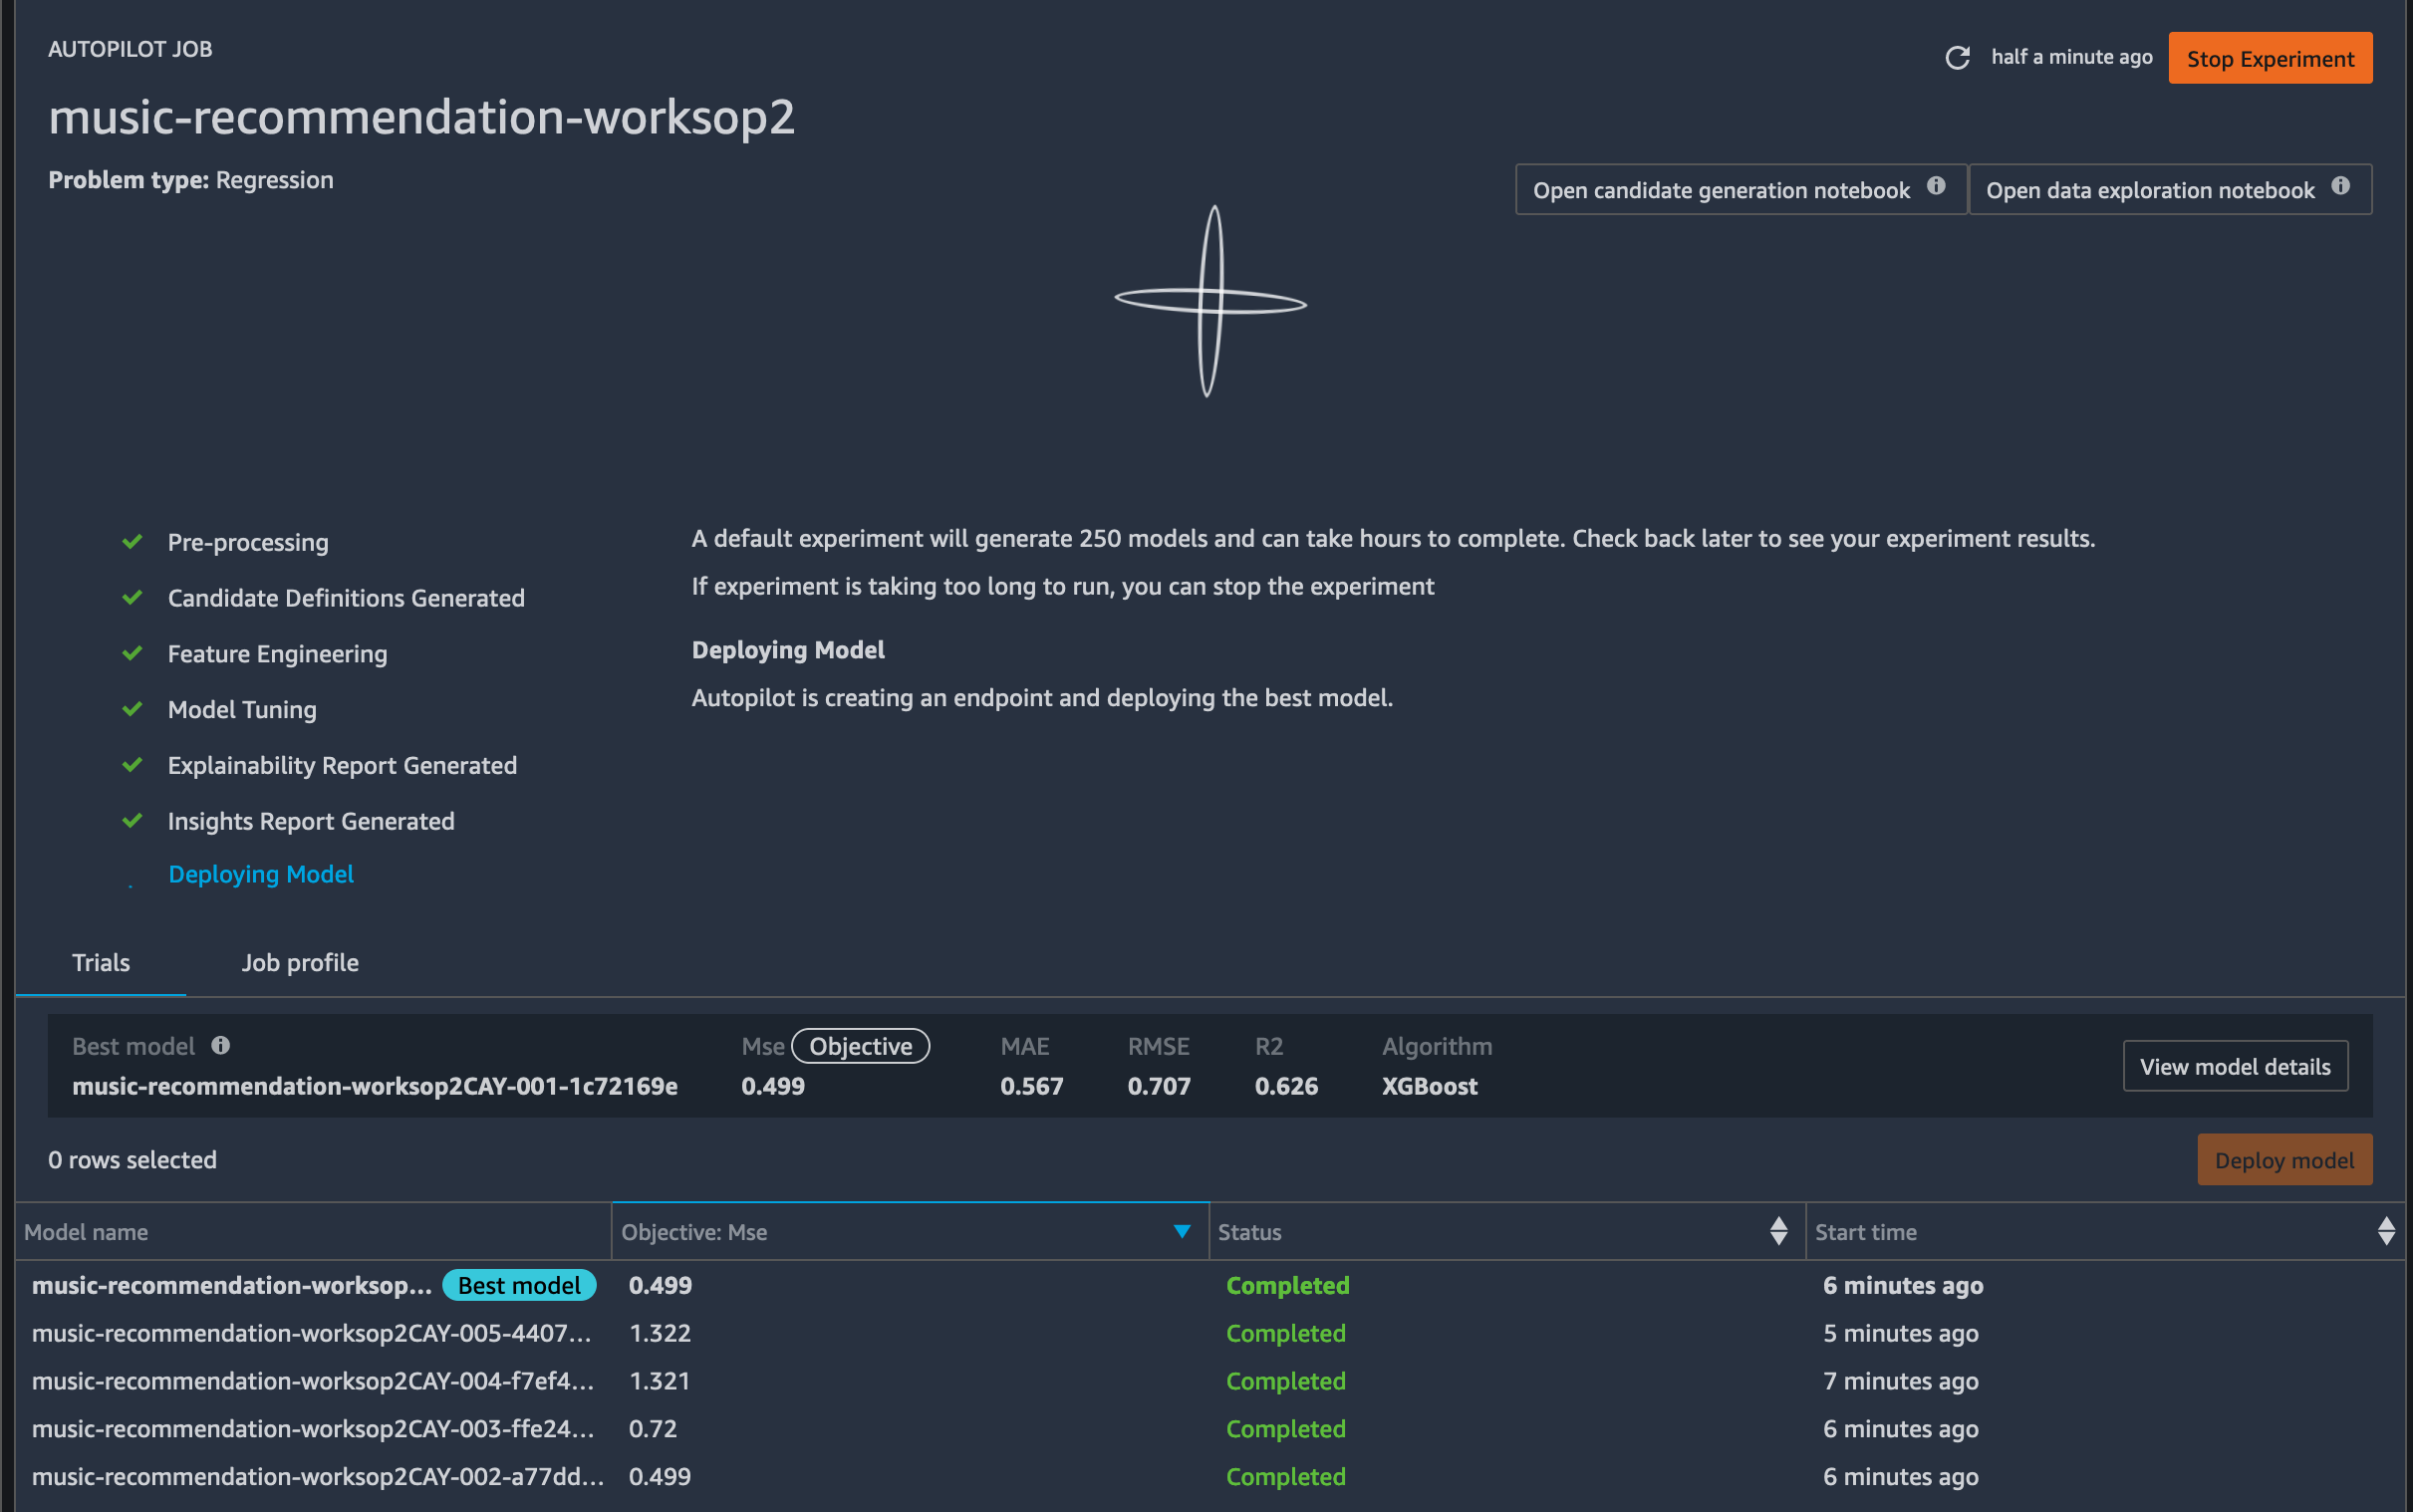 AUTOPILOT JOB
half a minute ago
Stop Experiment
music-recommendation-worksop2
Problem type: Regression
Open candidate generation notebook
Open data exploration notebook
Pre-processing
Candidate Definitions Generated
Feature Engineering
Model Tuning
Explainability Report Generated
Insights Report Generated
Deploying Model
A default experiment will generate 250 models and can take hours to complete. Check back later to see your experiment results.
If experiment is taking too long to run, you can stop the experiment
Deploying Model
Autopilot is creating an endpoint and deploying the best model.
Trials Job profile
Best model Mse Objective MAE RMSE R2 Algorithm
music-recommendation-worksop2CAY-001-1c72169e 0.499 0.567 0.707 0.626 XGBoost
View model details
0 rows selected
Deploy model
Model name Objective: Mse Status Start time
music-recommendation-worksop... Best model 0.499 Completed 6 minutes ago
music-recommendation-worksop2CAY-005-4407... 1.322 Completed 5 minutes ago
music-recommendation-worksop2CAY-004-f7ef4... 1.321 Completed 7 minutes ago
music-recommendation-worksop2CAY-003-ffe24... 0.72 Completed 6 minutes ago
music-recommendation-worksop2CAY-002-a77dd... 0.499 Completed 6 minutes ago